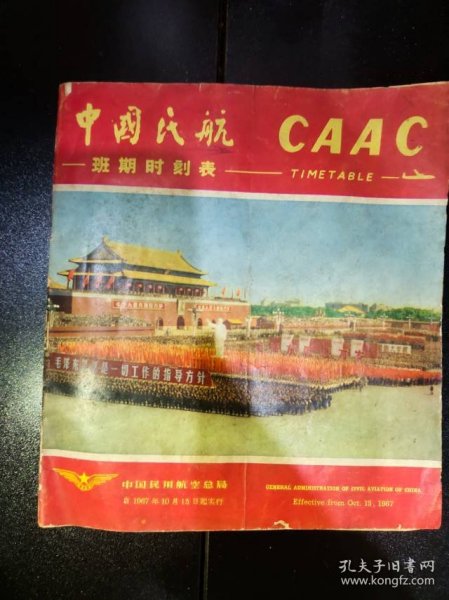 中國民航
CAAC
班期时刻表
TIMETABLE
一切工作的指导方针
中国民用航空总局
自1967年10月15日起实行
GENERAL ADMINISTRATION OF CIVIC AVIATION OF CHINA
Effective from Oct. 15, 1967
孔夫子旧书网
www.kongfz.com